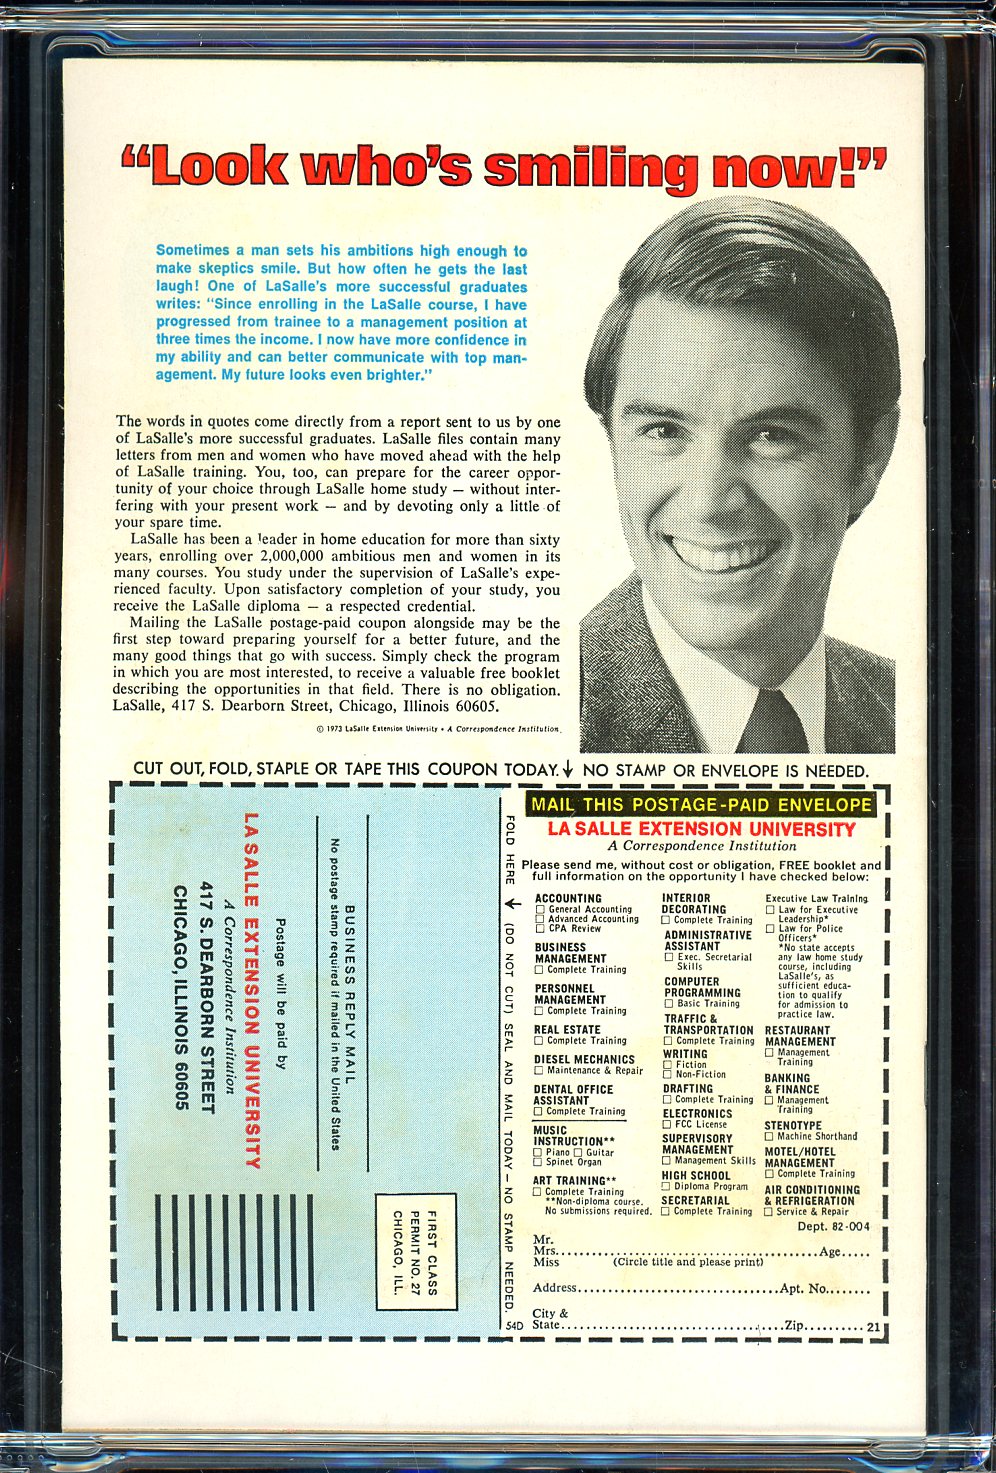 “Look who’s smiling now!”
Sometimes a man sets his ambitions high enough to
make skeptics smile. But how often he gets the last
laugh! One of LaSalle's more successful graduates
writes: "Since enrolling in the LaSalle course, I have
progressed from trainee to a management position at
three times the income. I now have more confidence in
my ability and can better communicate with top man-
agement. My future looks even brighter."
The words in quotes come directly from a report sent to us by one
of LaSalle's more successful graduates. LaSalle files contain many
letters from men and women who have moved ahead with the help
of LaSalle training. You, too, can prepare for the career oppor-
tunity of your choice through LaSalle home study — without inter-
fering with your present work — and by devoting only a little of
your spare time.
LaSalle has been a leader in home education for more than sixty
years, enrolling over 2,000,000 ambitious men and women in its
many courses. You study under the supervision of LaSalle's expe-
rienced faculty. Upon satisfactory completion of your study, you
receive the LaSalle diploma — a respected credential.
Mailing the LaSalle postage-paid coupon alongside may be the
first step toward preparing yourself for a better future, and the
many good things that go with success. Simply check the program
in which you are most interested, to receive a valuable free booklet
describing the opportunities in that field. There is no obligation.
LaSalle, 417 S. Dearborn Street, Chicago, Illinois 60605.
© 1973 LaSalle Extension University • A Correspondence Institution.
CUT OUT, FOLD, STAPLE OR TAPE THIS COUPON TODAY. ↓ NO STAMP OR ENVELOPE IS NEEDED.
FIRST CLASS
PERMIT NO. 27
CHICAGO, ILL.
BUSINESS REPLY MAIL
No postage stamp required if mailed in the United States
Postage will be paid by
LA SALLE EXTENSION UNIVERSITY
A Correspondence Institution
417 S. DEARBORN STREET
CHICAGO, ILLINOIS 60605
FOLD HERE ← (DO NOT CUT) SEAL AND MAIL TODAY — NO STAMP NEEDED.
54D
MAIL THIS POSTAGE-PAID ENVELOPE
LA SALLE EXTENSION UNIVERSITY
A Correspondence Institution
Please send me, without cost or obligation, FREE booklet and
full information on the opportunity I have checked below:
ACCOUNTING
□ General Accounting
□ Advanced Accounting
□ CPA Review
BUSINESS
MANAGEMENT
□ Complete Training
PERSONNEL
MANAGEMENT
□ Complete Training
REAL ESTATE
□ Complete Training
DIESEL MECHANICS
□ Maintenance & Repair
DENTAL OFFICE
ASSISTANT
□ Complete Training
MUSIC
INSTRUCTION**
□ Piano □ Guitar
□ Spinet Organ
ART TRAINING**
□ Complete Training
**Non-diploma course.
No submissions required.
INTERIOR
DECORATING
□ Complete Training
ADMINISTRATIVE
ASSISTANT
□ Exec. Secretarial
Skills
COMPUTER
PROGRAMMING
□ Basic Training
TRAFFIC &
TRANSPORTATION
□ Complete Training
WRITING
□ Fiction
□ Non-Fiction
DRAFTING
□ Complete Training
ELECTRONICS
□ FCC License
SUPERVISORY
MANAGEMENT
□ Management Skills
HIGH SCHOOL
□ Diploma Program
SECRETARIAL
□ Complete Training
Executive Law Training
□ Law for Executive
Leadership*
□ Law for Police
Officers*
*No state accepts
any law home study
course, including
LaSalle's, as
sufficient educa-
tion to qualify
for admission to
practice law.
RESTAURANT
MANAGEMENT
□ Management
Training
BANKING
& FINANCE
□ Management
Training
STENOTYPE
□ Machine Shorthand
MOTEL/HOTEL
MANAGEMENT
□ Complete Training
AIR CONDITIONING
& REFRIGERATION
□ Service & Repair
Dept. 82-004
Mr.
Mrs. Age
Miss (Circle title and please print)
Address Apt. No.
City &
State Zip 21